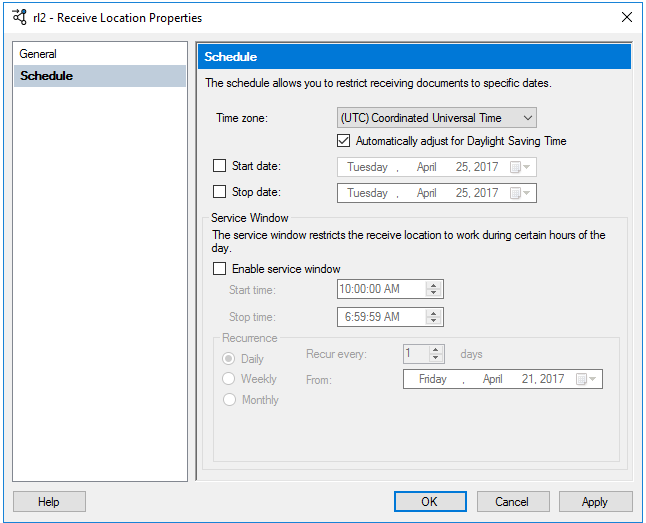 rl2 - Receive Location Properties
General
Schedule
Schedule
The schedule allows you to restrict receiving documents to specific dates.
Time zone: (UTC) Coordinated Universal Time
Automatically adjust for Daylight Saving Time
Start date: Tuesday , April 25, 2017
Stop date: Tuesday , April 25, 2017
Service Window
The service window restricts the receive location to work during certain hours of the
day.
Enable service window
Start time: 10:00:00 AM
Stop time: 6:59:59 AM
Recurrence
Daily Recur every: 1 days
Weekly From: Friday , April 21, 2017
Monthly
Help OK Cancel Apply